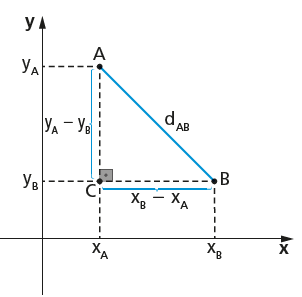 y
A
y_A
d_AB
y_A – y_B
y_B
C
B
x_B – x_A
x_A
x_B
x